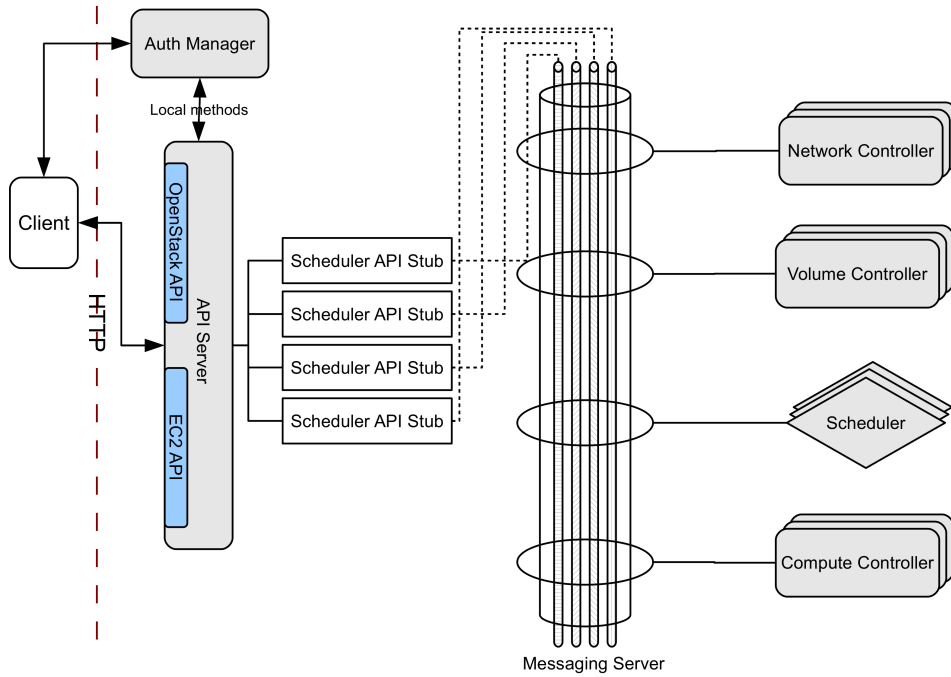 Auth Manager
Local methods
Client
HTTP
OpenStack API
API Server
EC2 API
Scheduler API Stub
Scheduler API Stub
Scheduler API Stub
Scheduler API Stub
Network Controller
Volume Controller
Scheduler
Compute Controller
Messaging Server